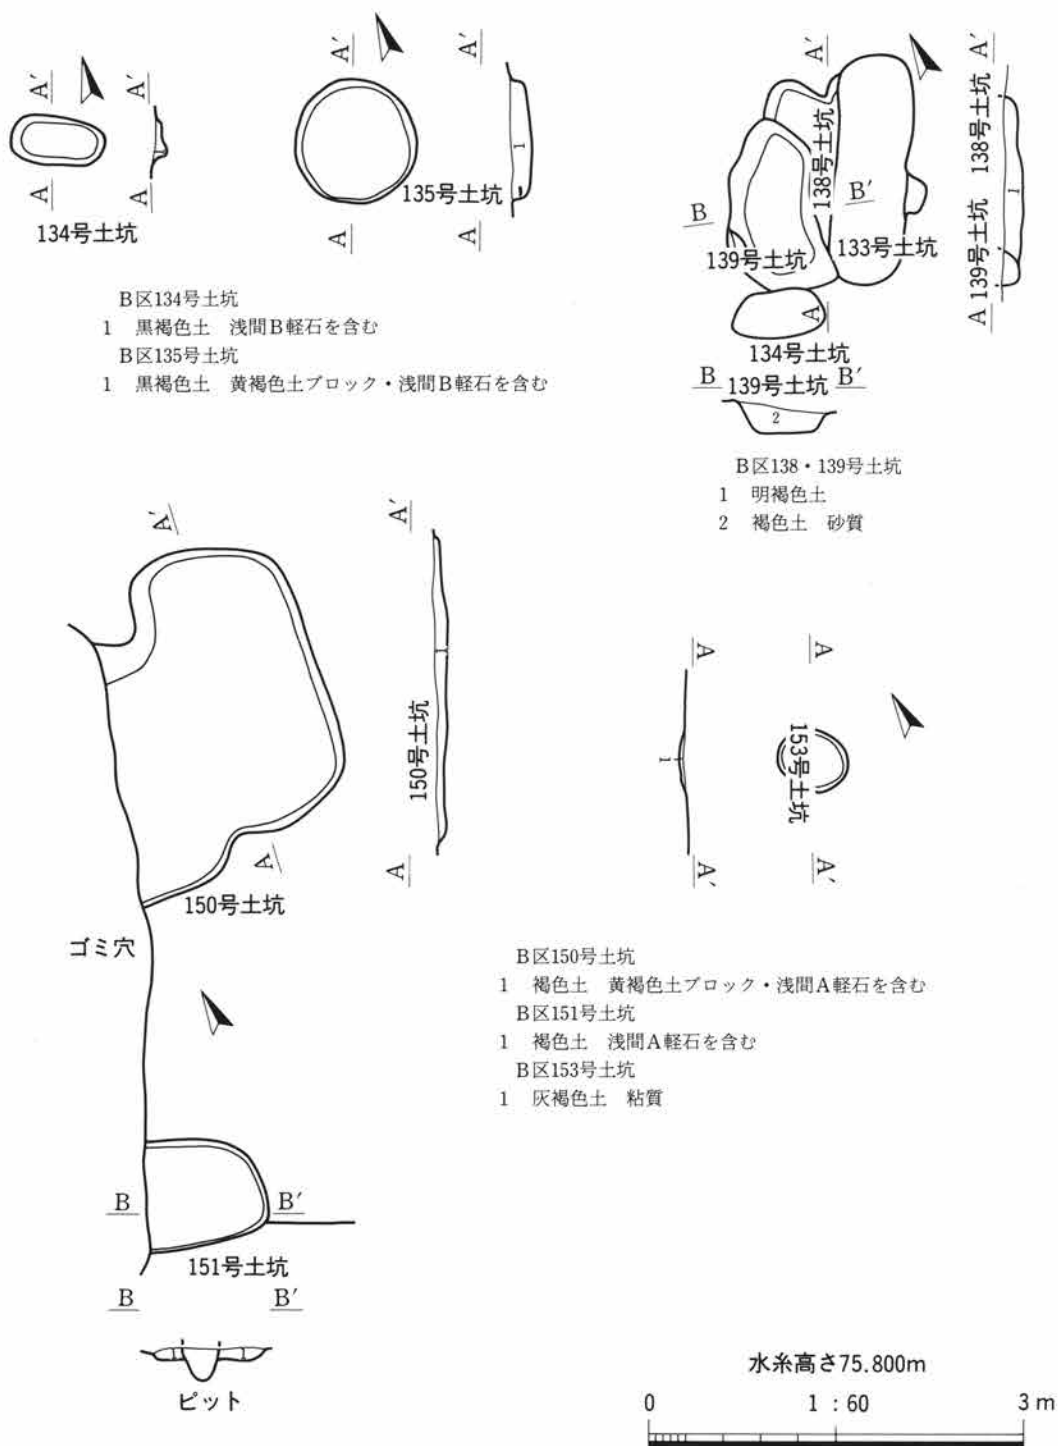 A′
A′
A
A
134号土坑
A′
A′
1
135号土坑
A
A
B区134号土坑
1 黒褐色土 浅間B軽石を含む
B区135号土坑
1 黒褐色土 黄褐色土ブロック・浅間B軽石を含む
A′
138号土坑
B
B′
139号土坑
133号土坑
A
134号土坑
A′
138号土坑
1
139号土坑
A
B 139号土坑 B′
2
B区138・139号土坑
1 明褐色土
2 褐色土 砂質
A′
A′
1
150号土坑
A
A
150号土坑
ゴミ穴
A
A
1
153号土坑
A′
A′
B区150号土坑
1 褐色土 黄褐色土ブロック・浅間A軽石を含む
B区151号土坑
1 褐色土 浅間A軽石を含む
B区153号土坑
1 灰褐色土 粘質
B
B′
151号土坑
B
B′
1
1
ピット
水糸高さ75.800m
0 1:60 3m